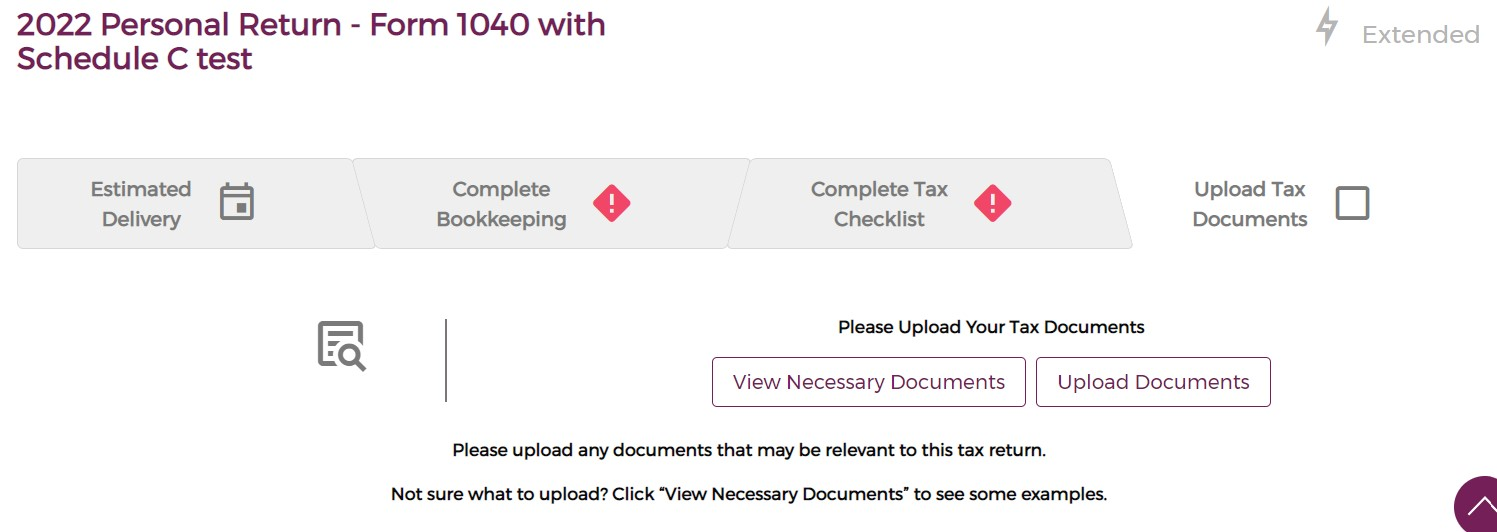 2022 Personal Return - Form 1040 with
Schedule C test
Extended
Estimated
Delivery
Complete
Bookkeeping
Complete Tax
Checklist
Upload Tax
Documents
Please Upload Your Tax Documents
View Necessary Documents
Upload Documents
Please upload any documents that may be relevant to this tax return.
Not sure what to upload? Click “View Necessary Documents” to see some examples.